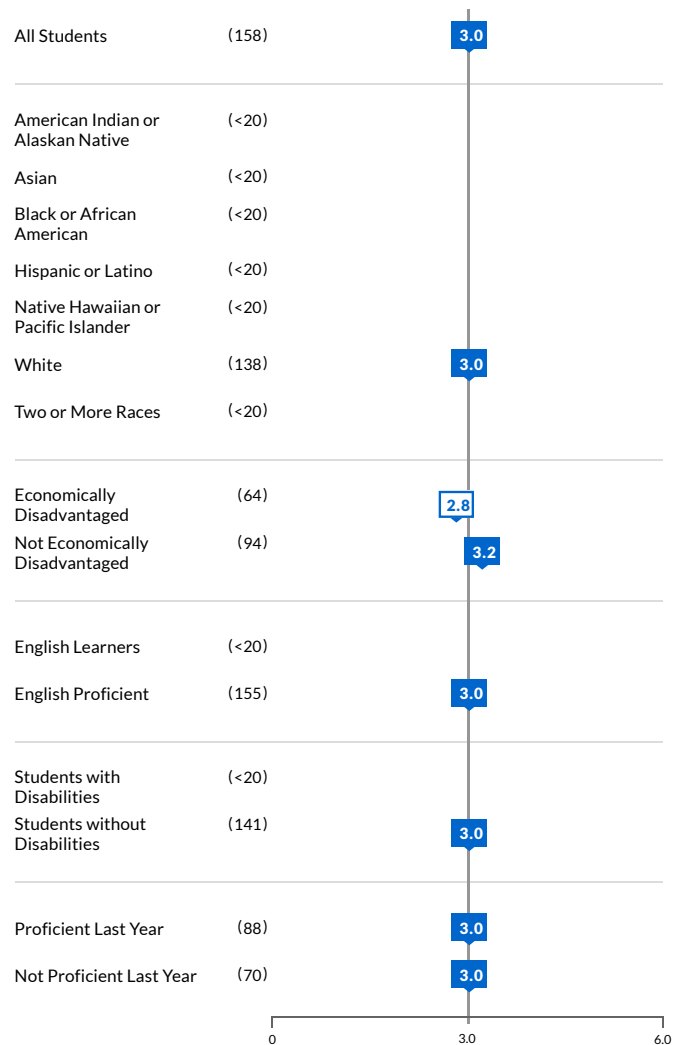 All Students (158) 3.0
American Indian or (<20)
Alaskan Native
Asian (<20)
Black or African (<20)
American
Hispanic or Latino (<20)
Native Hawaiian or (<20)
Pacific Islander
White (138) 3.0
Two or More Races (<20)
Economically (64) 2.8
Disadvantaged
Not Economically (94) 3.2
Disadvantaged
English Learners (<20)
English Proficient (155) 3.0
Students with (<20)
Disabilities
Students without (141) 3.0
Disabilities
Proficient Last Year (88) 3.0
Not Proficient Last Year (70) 3.0
0 3.0 6.0